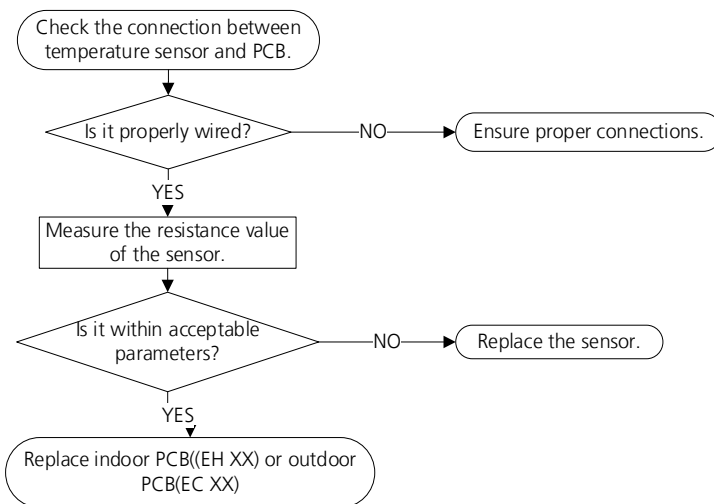 Check the connection between
temperature sensor and PCB.
Is it properly wired?
NO
Ensure proper connections.
YES
Measure the resistance value
of the sensor.
Is it within acceptable
parameters?
NO
Replace the sensor.
YES
Replace indoor PCB((EH XX) or outdoor
PCB(EC XX)